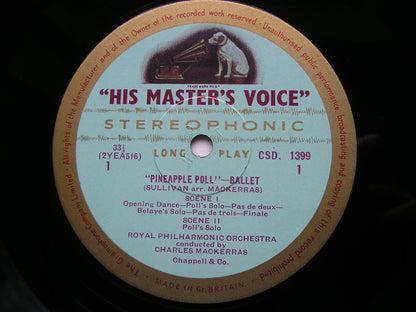 of the recorded work reserved. Unauthorised public performance, broadcasting and copying of this record prohibited
The Gramophone Company Limited · All rights of the Manufacturer and of the Owner
TRADE MARK
"HIS MASTER'S VOICE"
STEREOPHONIC
LONG PLAY
33⅓
(2YEA516)
1
CSD. 1399
1
"PINEAPPLE POLL"—BALLET
(SULLIVAN arr. MACKERRAS)
SCENE I
Opening Dance—Poll's Solo—Pas de deux—
Belaye's Solo—Pas de trois—Finale
SCENE II
Poll's Solo
ROYAL PHILHARMONIC ORCHESTRA
conducted by
CHARLES MACKERRAS
Chappell & Co.
MADE IN GT. BRITAIN.